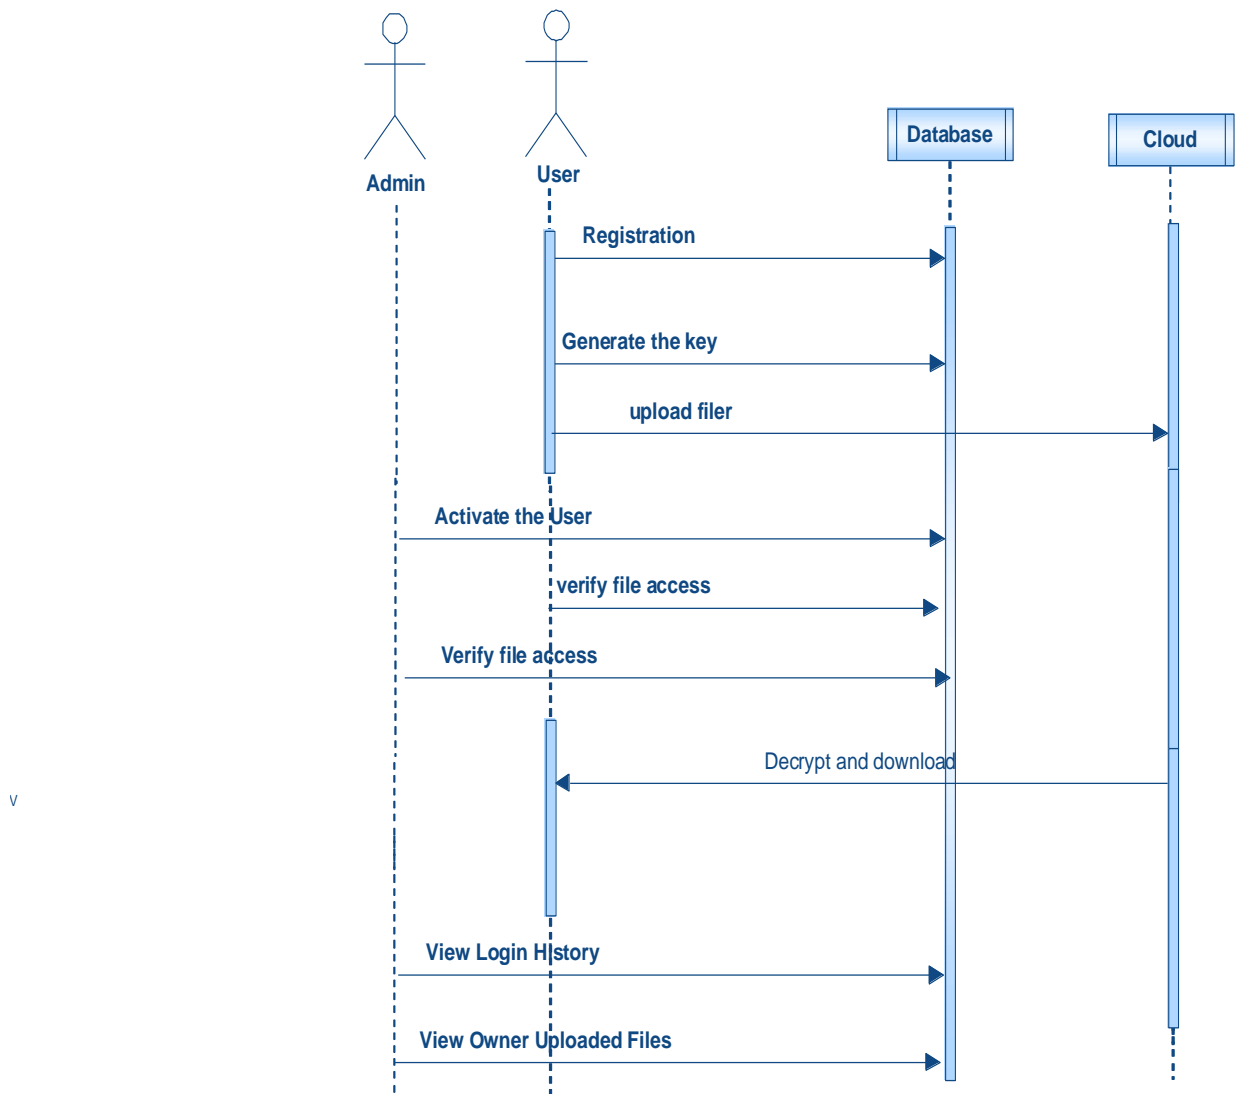 Database
Cloud
User
Admin
Registration
Generate the key
upload filer
Activate the User
verify file access
Verify file access
Decrypt and download
v
View Login History
View Owner Uploaded Files